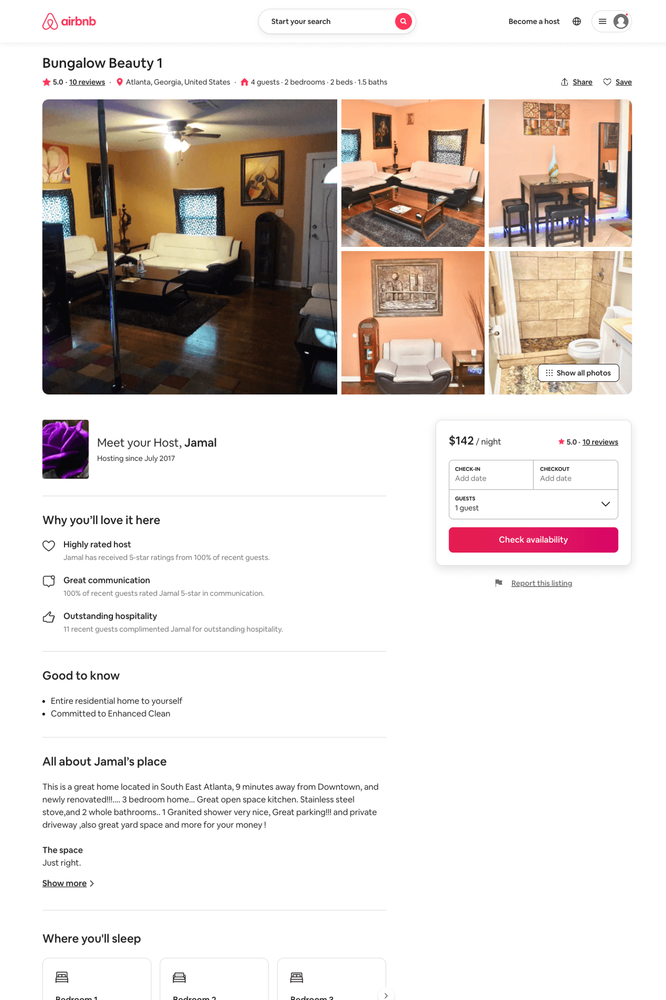 airbnb
Start your search
Become a host
Bungalow Beauty 1
5.0 · 10 reviews · Atlanta, Georgia, United States · 4 guests · 2 bedrooms · 2 beds · 1.5 baths
Share
Save
Show all photos
Meet your Host, Jamal
Hosting since July 2017
$142 / night
5.0 · 10 reviews
CHECK-IN
Add date
CHECKOUT
Add date
GUESTS
1 guest
Check availability
Report this listing
Why you’ll love it here
Highly rated host
Jamal has received 5-star ratings from 100% of recent guests.
Great communication
100% of recent guests rated Jamal 5-star in communication.
Outstanding hospitality
11 recent guests complimented Jamal for outstanding hospitality.
Good to know
• Entire residential home to yourself
• Committed to Enhanced Clean
All about Jamal’s place
This is a great home located in South East Atlanta, 9 minutes away from Downtown, and
newly renovated!!!.... 3 bedroom home... Great open space kitchen. Stainless steel
stove,and 2 whole bathrooms.. 1 Granited shower very nice, Great parking!!! and private
driveway ,also great yard space and more for your money !
The space
Just right.
Show more
Where you'll sleep
Bedroom 1
Bedroom 2
Bedroom 3